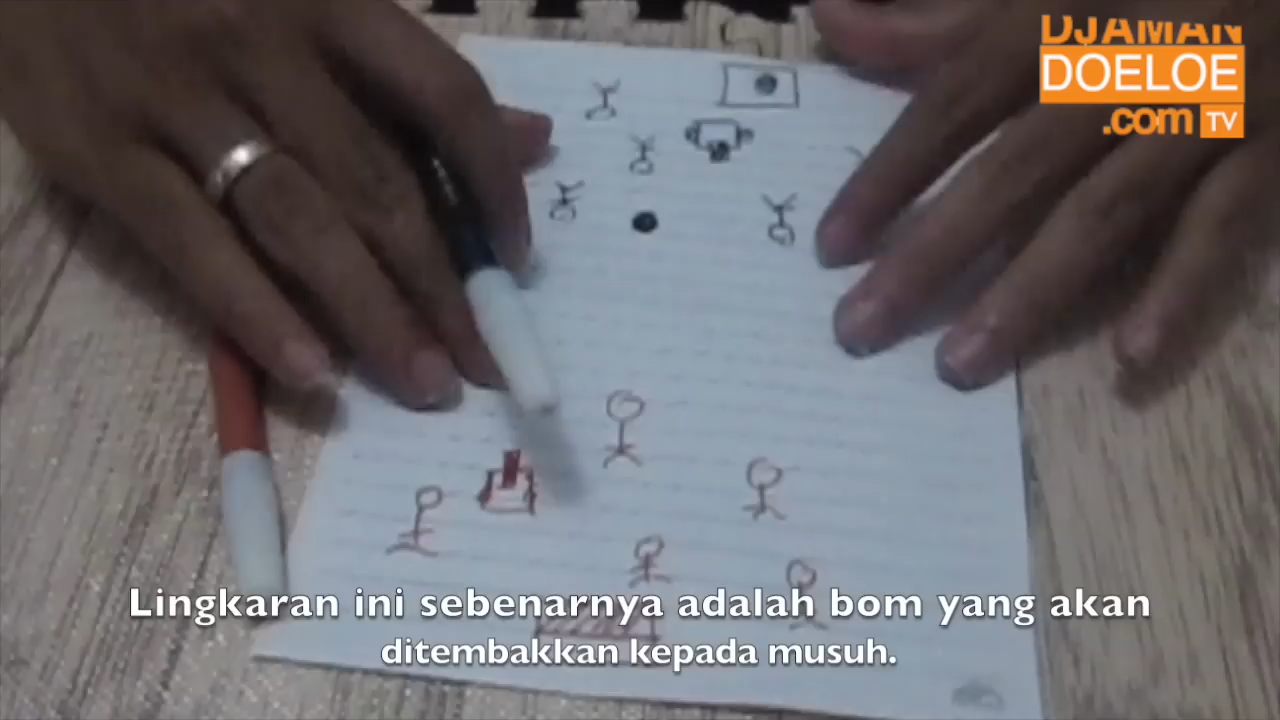 DJAMAN
DOELOE
.com TV
Lingkaran ini sebenarnya adalah bom yang akan
ditembakkan kepada musuh.